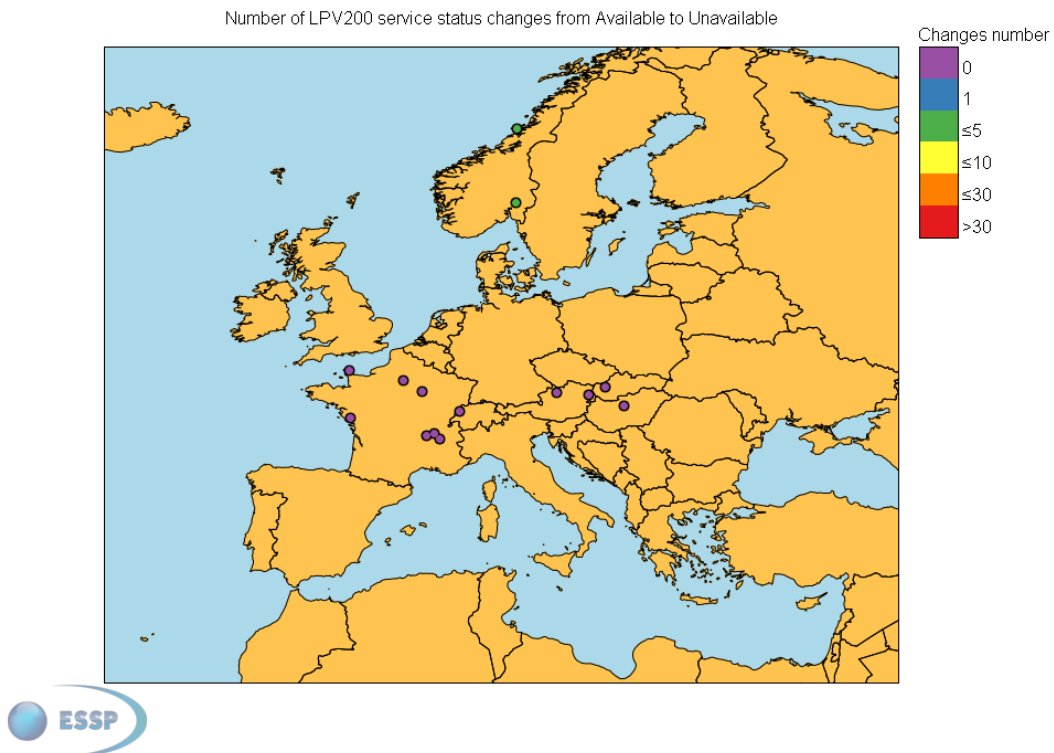 Number of LPV200 service status changes from Available to Unavailable
Changes number
0
1
≤5
≤10
≤30
>30
ESSP